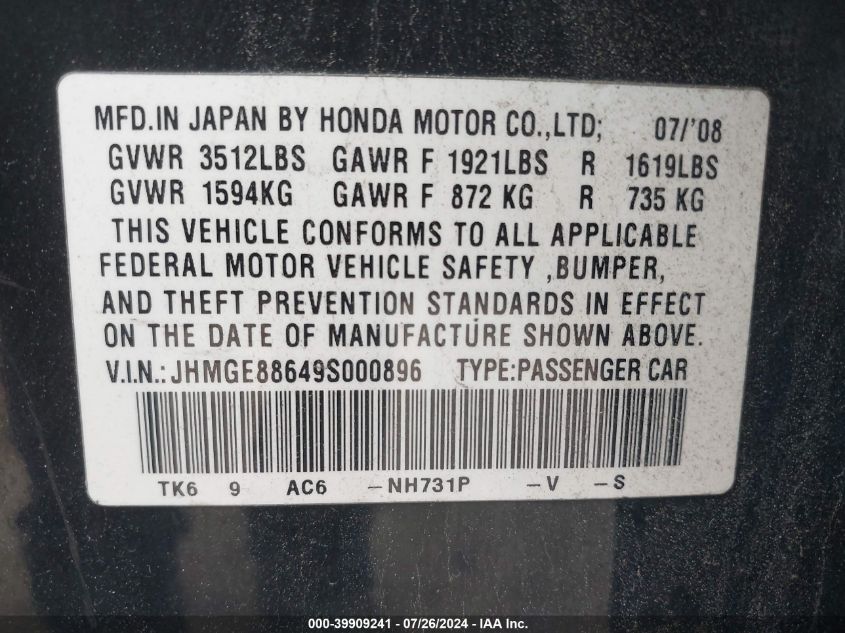 MFD.IN JAPAN BY HONDA MOTOR CO.,LTD; 07/'08
GVWR 3512LBS GAWR F 1921LBS R 1619LBS
GVWR 1594KG GAWR F 872 KG R 735 KG
THIS VEHICLE CONFORMS TO ALL APPLICABLE
FEDERAL MOTOR VEHICLE SAFETY ,BUMPER,
AND THEFT PREVENTION STANDARDS IN EFFECT
ON THE DATE OF MANUFACTURE SHOWN ABOVE.
V.I.N.:JHMGE88649S000896 TYPE:PASSENGER CAR
TK6 9 AC6 -NH731P -V -S
000-39909241 - 07/26/2024 - IAA Inc.